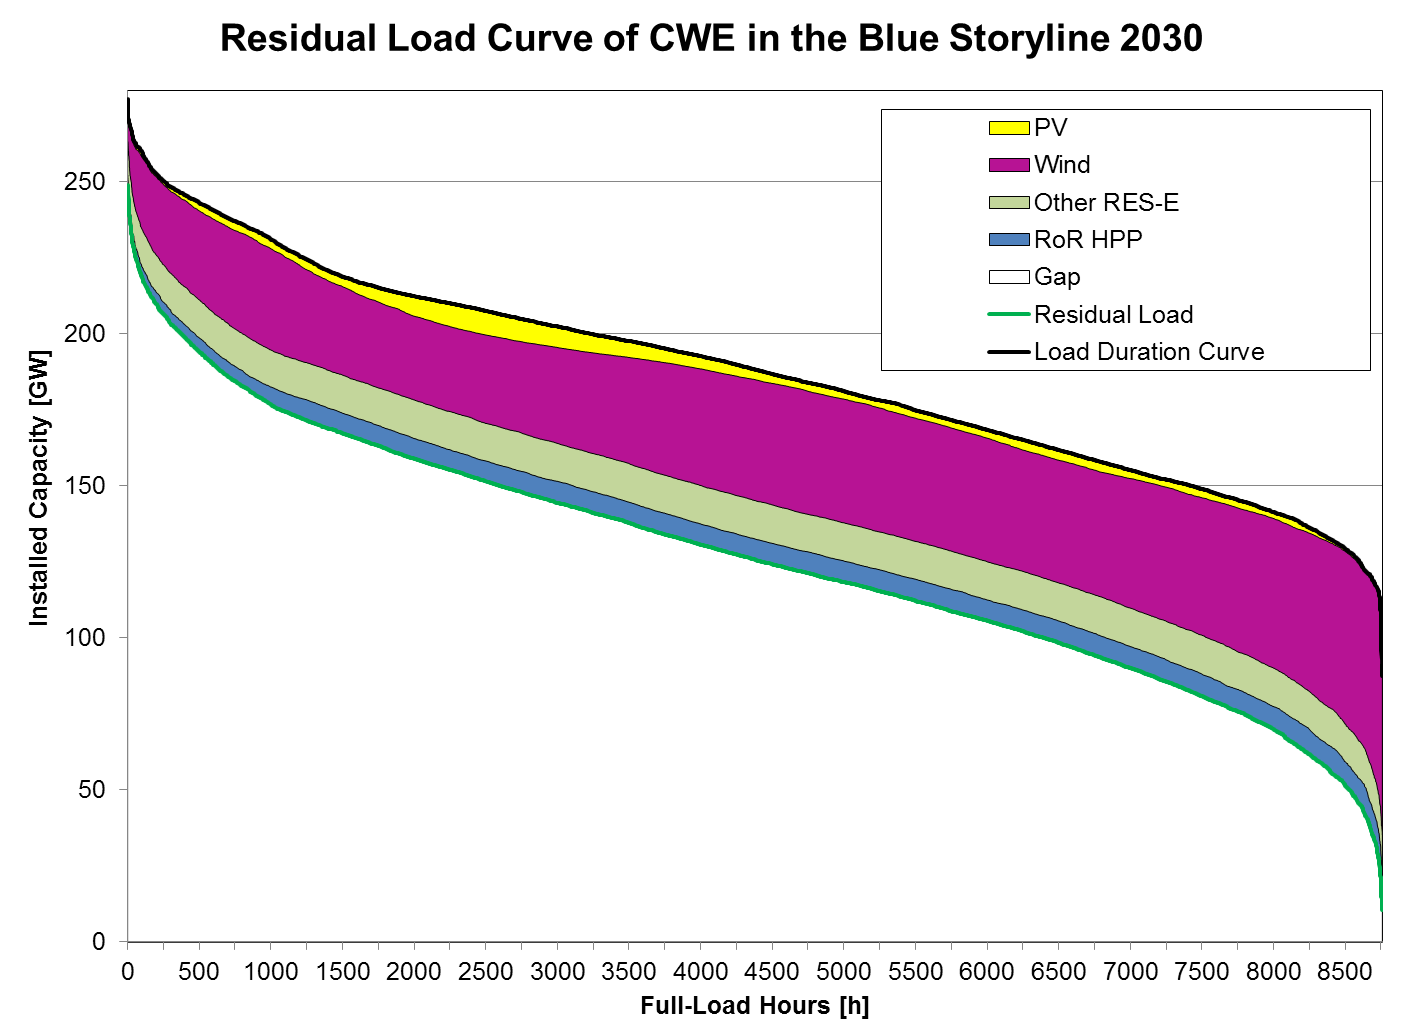 Residual Load Curve of CWE in the Blue Storyline 2030
PV
Wind
Other RES-E
RoR HPP
Gap
Residual Load
Load Duration Curve
Installed Capacity [GW]
250
200
150
100
50
0
0 500 1000 1500 2000 2500 3000 3500 4000 4500 5000 5500 6000 6500 7000 7500 8000 8500
Full-Load Hours [h]